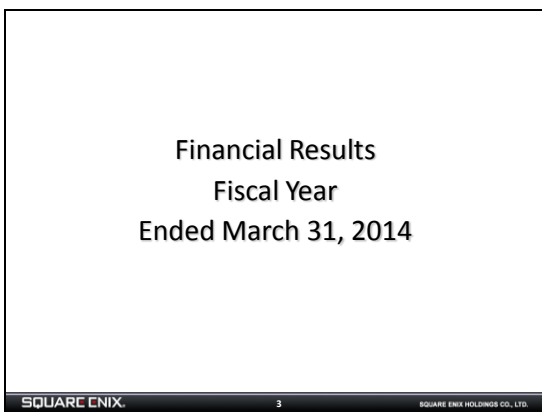 Financial Results
Fiscal Year
Ended March 31, 2014
SQUARE ENIX. 3 SQUARE ENIX HOLDINGS CO., LTD.